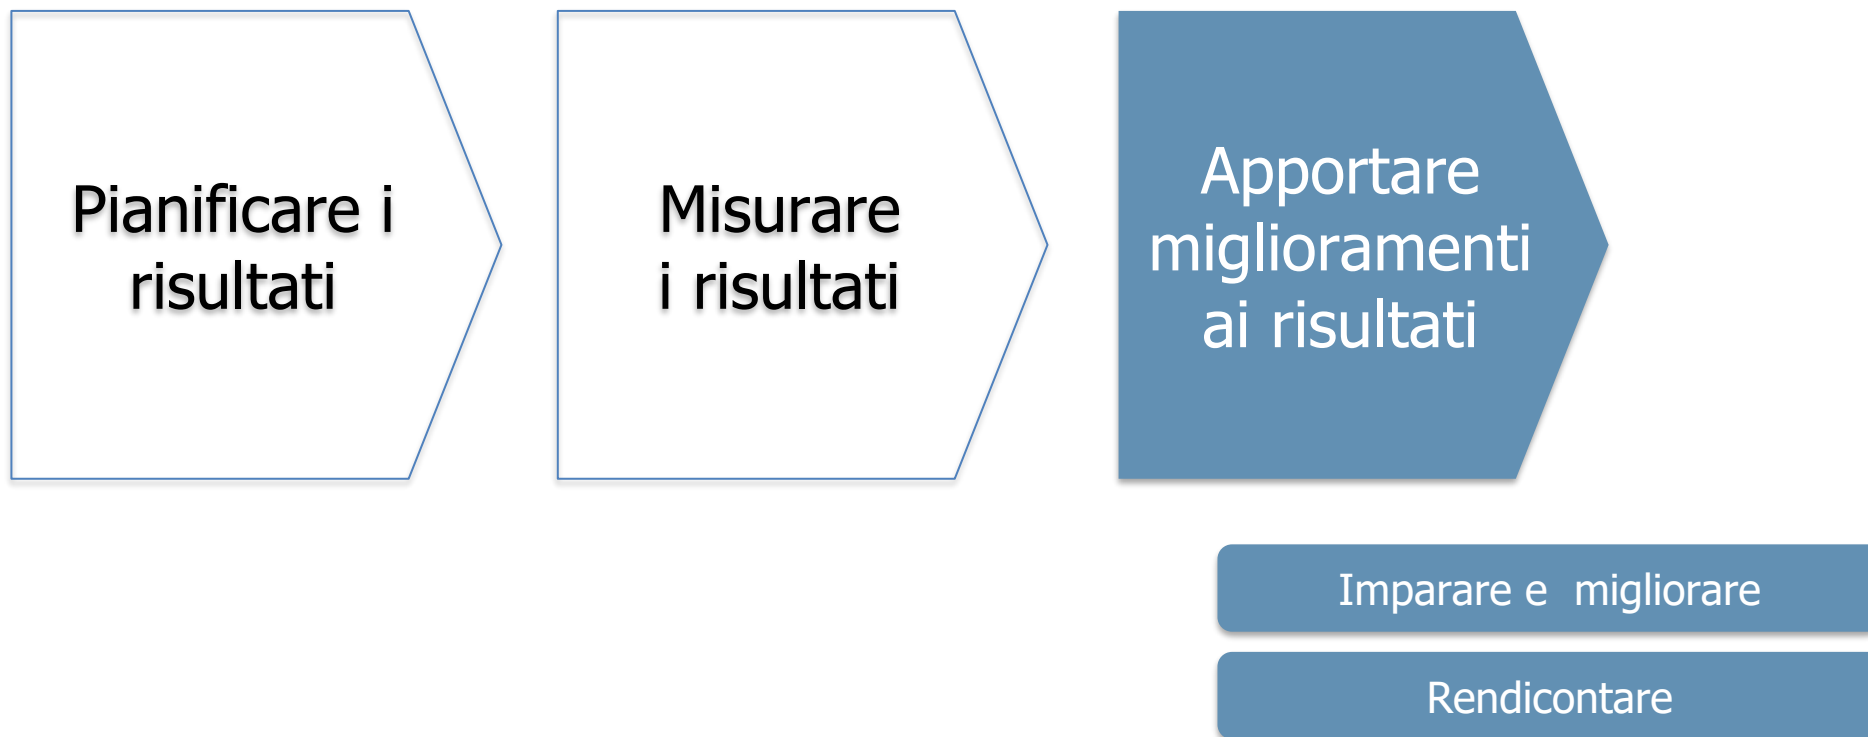 Pianificare i
risultati
Misurare
i risultati
Apportare
miglioramenti
ai risultati
Imparare e  migliorare
Rendicontare